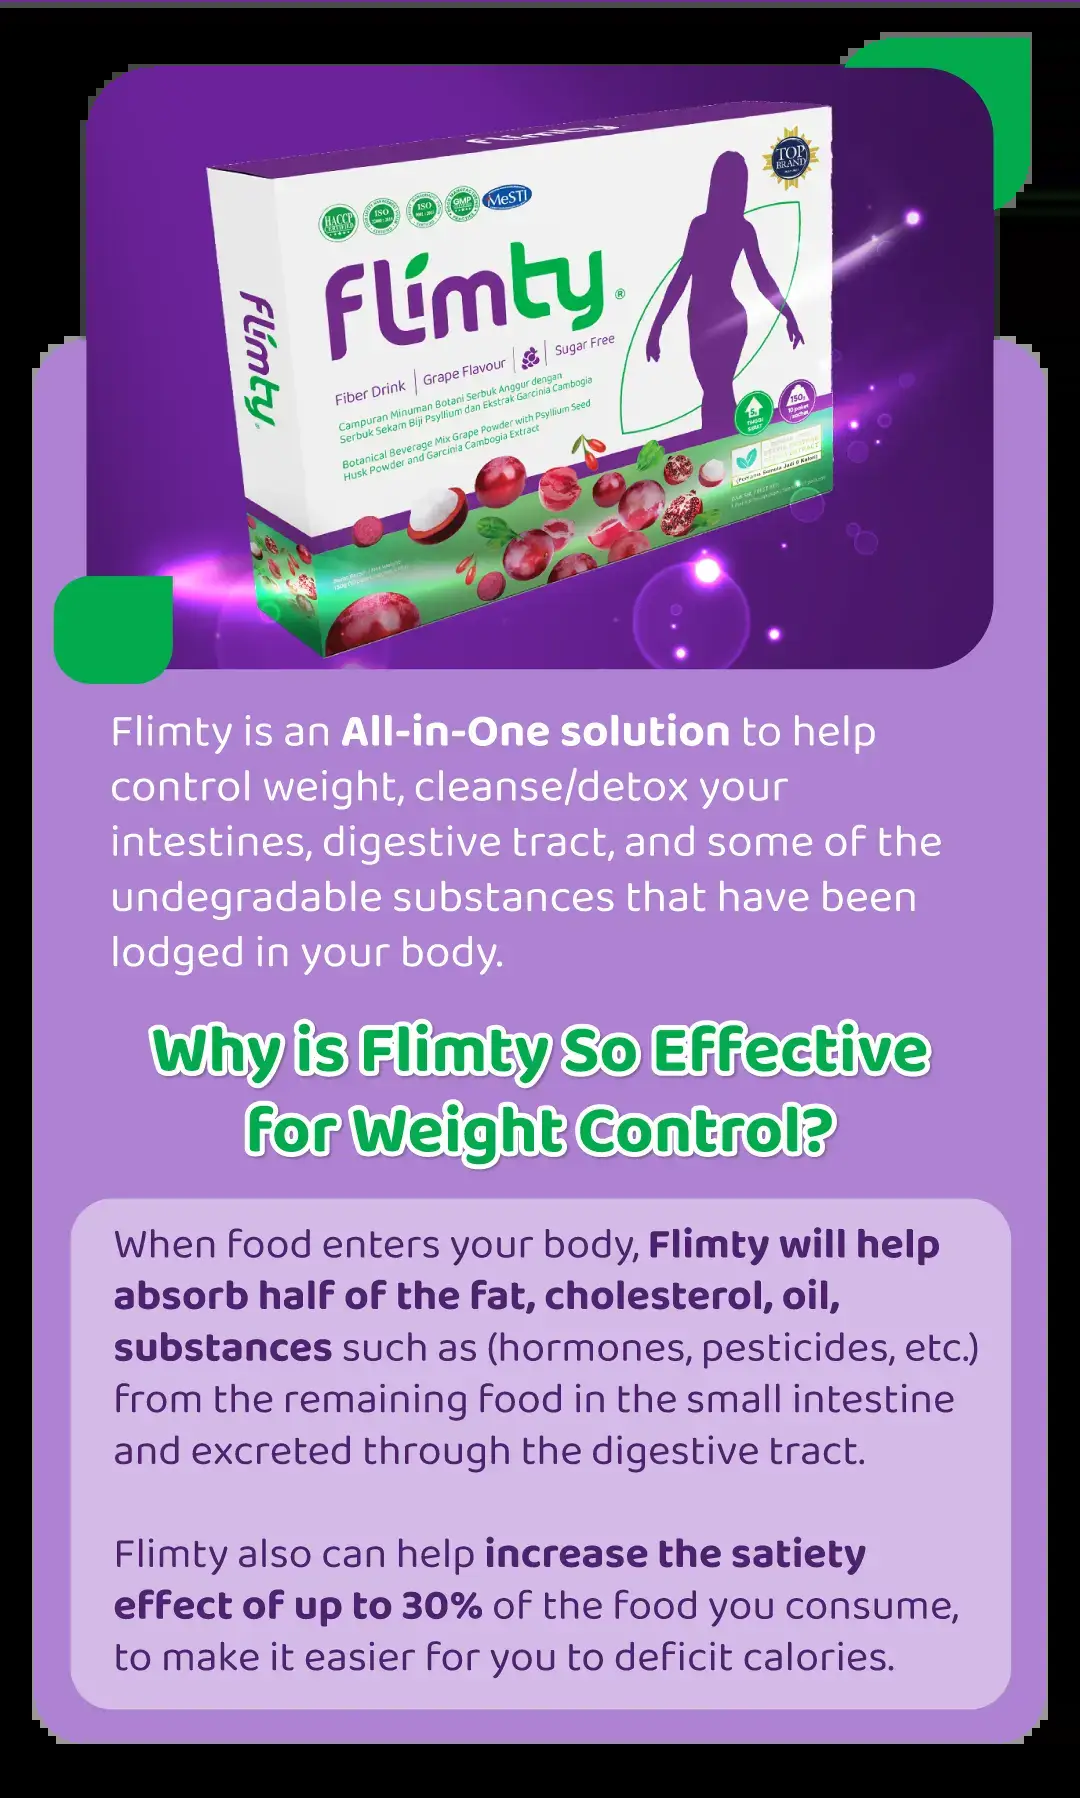 Flimty
HACCP
CERTIFIED
ISO
ISO
GMP
MeSTI
TOP
BRAND
Flimty®
Flimty
Fiber Drink | Grape Flavour | Sugar Free
Campuran Minuman Botani Serbuk Anggur dengan
Serbuk Sekam Biji Psyllium dan Ekstrak Garcinia Cambogia
Botanical Beverage Mix Grape Powder with Psyllium Seed
Husk Powder and Garcinia Cambogia Extract
150g
Flimty
Flimty is an All-in-One solution to help
control weight, cleanse/detox your
intestines, digestive tract, and some of the
undegradable substances that have been
lodged in your body.
Why is Flimty So Effective
for Weight Control?
When food enters your body, Flimty will help
absorb half of the fat, cholesterol, oil,
substances such as (hormones, pesticides, etc.)
from the remaining food in the small intestine
and excreted through the digestive tract.
Flimty also can help increase the satiety
effect of up to 30% of the food you consume,
to make it easier for you to deficit calories.